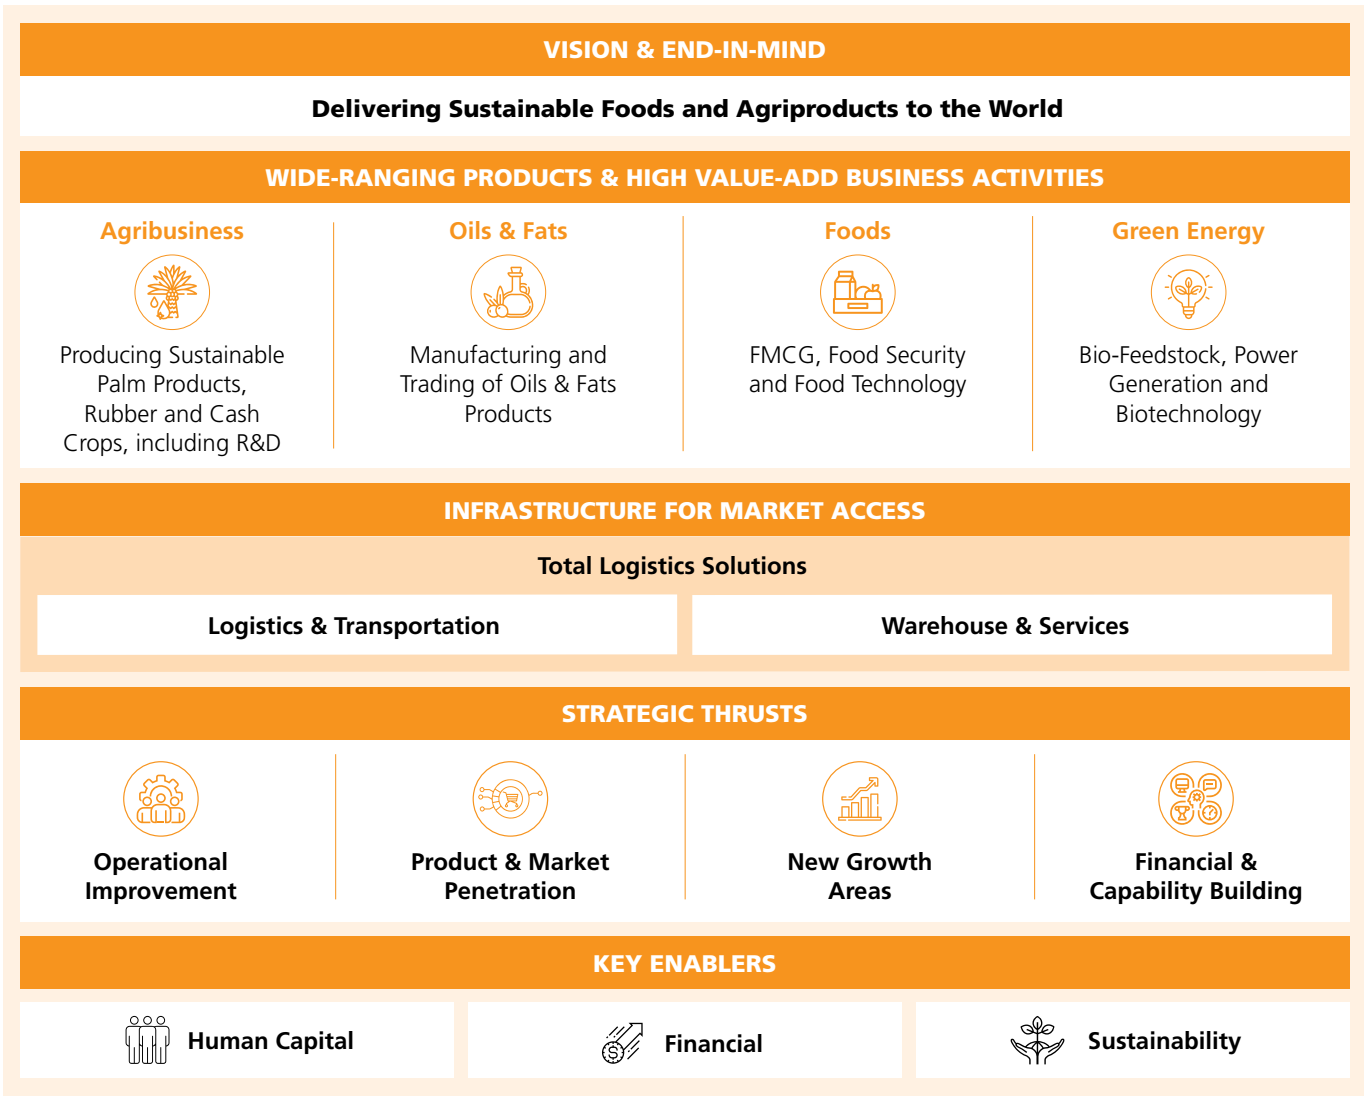 VISION & END-IN-MIND
Delivering Sustainable Foods and Agriproducts to the World
WIDE-RANGING PRODUCTS & HIGH VALUE-ADD BUSINESS ACTIVITIES
Agribusiness
Producing Sustainable
Palm Products,
Rubber and Cash
Crops, including R&D
Oils & Fats
Manufacturing and
Trading of Oils & Fats
Products
Foods
FMCG, Food Security
and Food Technology
Green Energy
Bio-Feedstock, Power
Generation and
Biotechnology
INFRASTRUCTURE FOR MARKET ACCESS
Total Logistics Solutions
Logistics & Transportation
Warehouse & Services
STRATEGIC THRUSTS
Operational
Improvement
Product & Market
Penetration
New Growth
Areas
Financial &
Capability Building
KEY ENABLERS
Human Capital
Financial
Sustainability